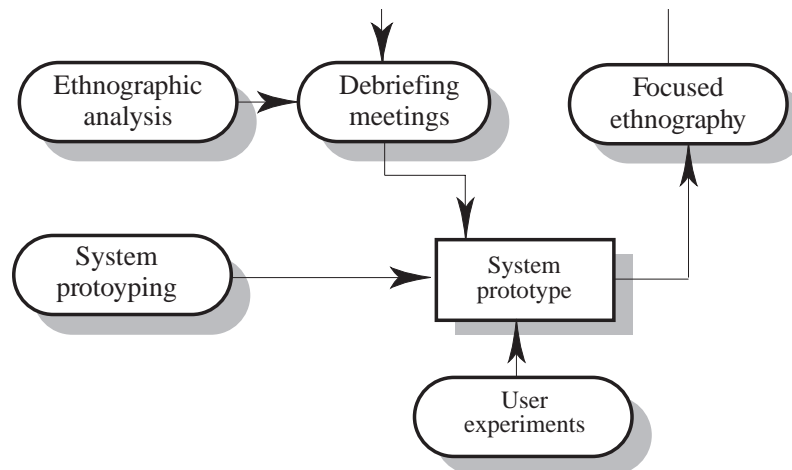 Ethnographic
analysis
Debriefing
meetings
Focused
ethnography
System
protoyping
System
prototype
User
experiments